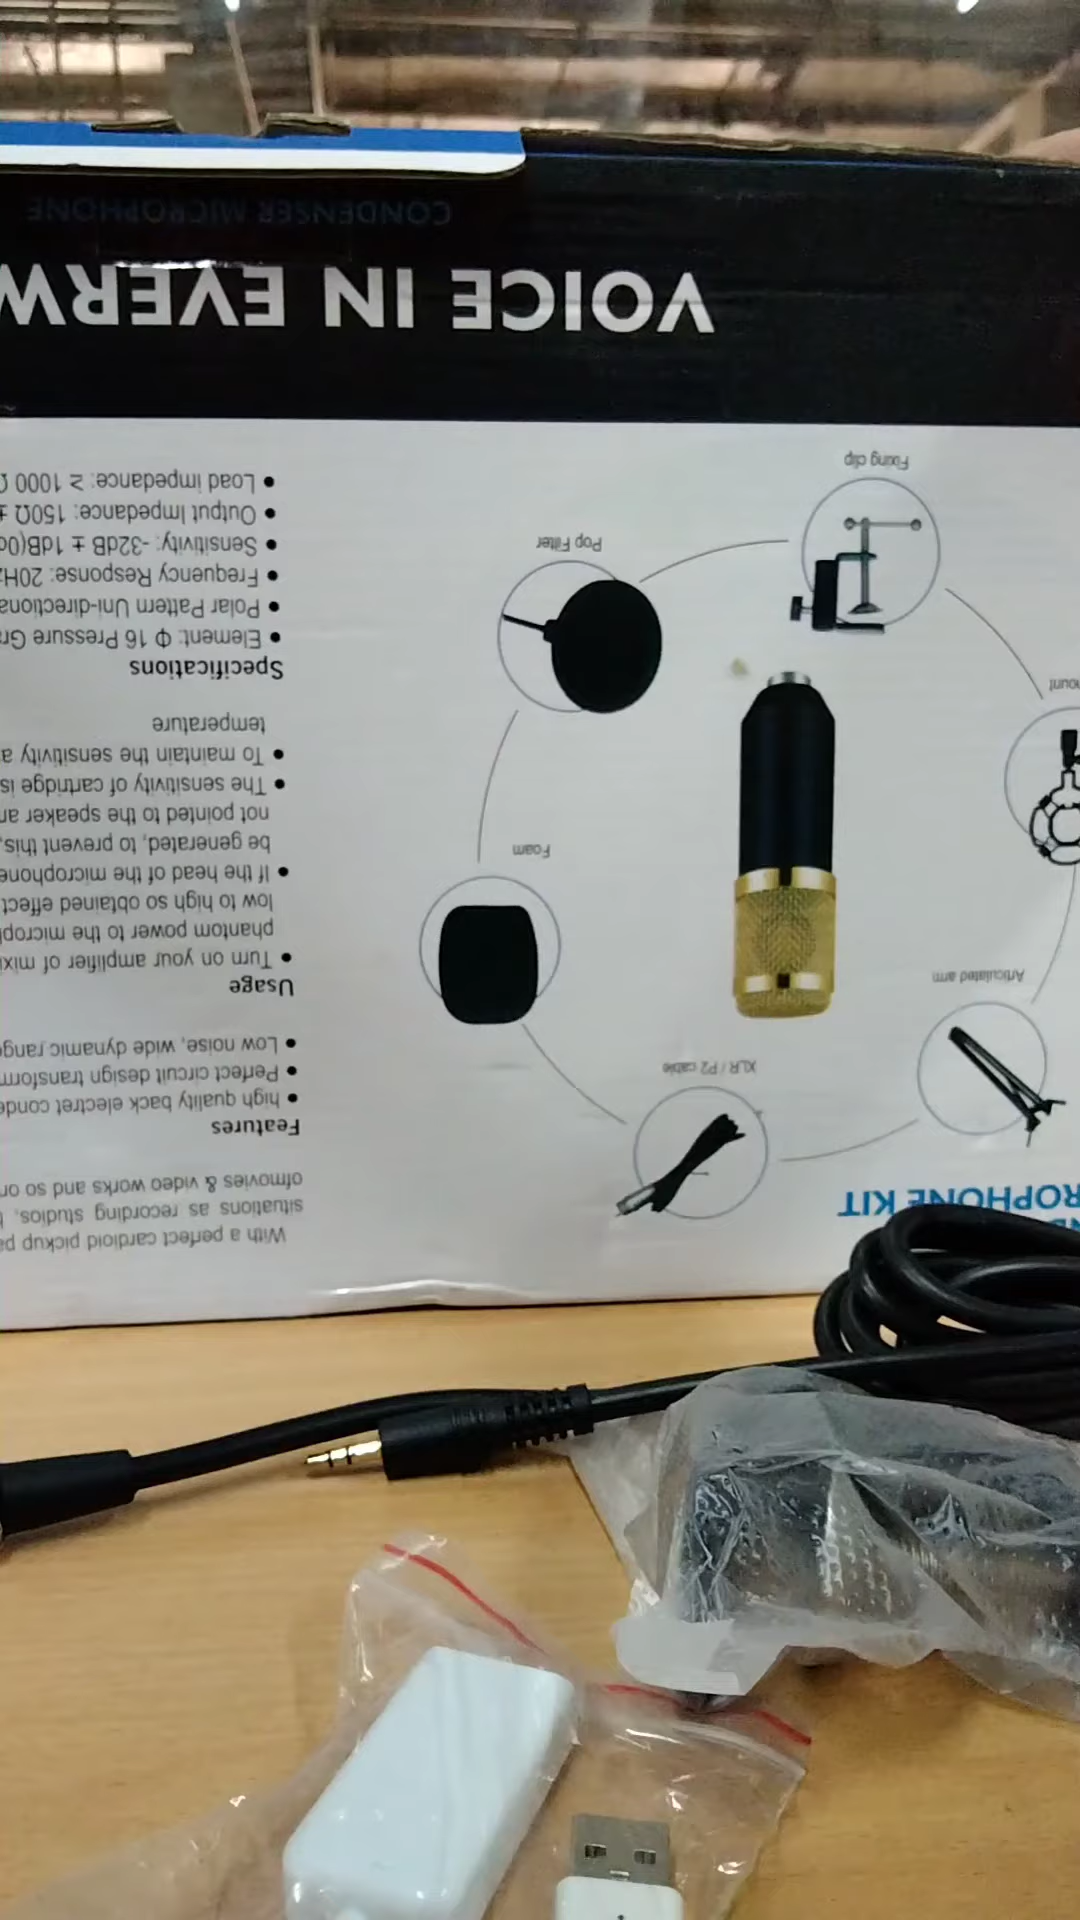 ROPHONE KIT
With a perfect cardioid pickup pa
situations as recording studios,
ofmovies & video works and so on
Features
• high quality back electret conde
• Perfect circuit design transform
• Low noise, wide dynamic rang
Usage
• Turn on your amplifier of mixi
phantom power to the microp
low to high so obtained effect
• If the head of the microphone
be generated, to prevent this,
not pointed to the speaker an
• The sensitivity of cartridge is
• To maintain the sensitivity a
temperature
Specifications
• Element: Φ 16 Pressure Gr
• Polar Pattern Uni-directiona
• Frequency Response: 20Hz
• Sensitivity: -32dB ± 1dB(0d
• Output Impedance: 150Ω ±
• Load impedance: ≥ 1000 Ω
XLR / P2 cable
Articulated arm
Foam
mount
Pop Filter
Fixing clip
VOICE IN EVERW
CONDENSER MICROPHONE